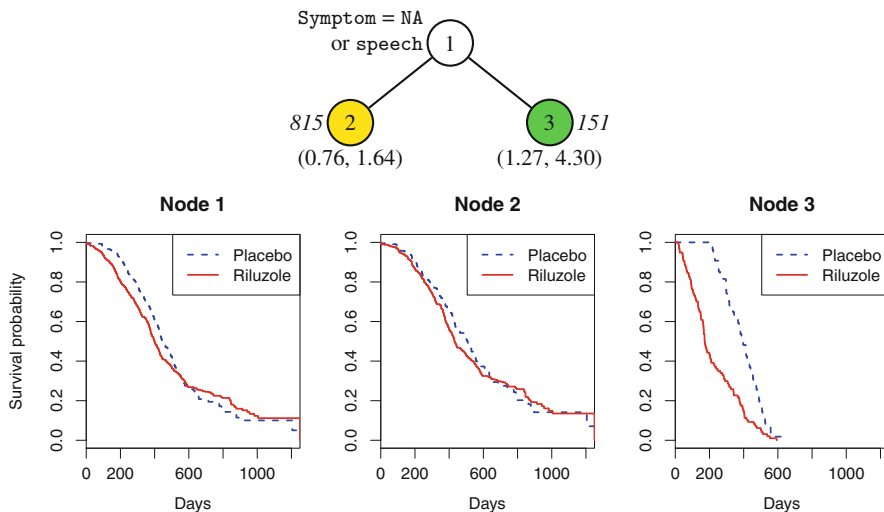 Symptom = NA
or speech
1
815 2
3 151
(0.76, 1.64)
(1.27, 4.30)
Node 1
Node 2
Node 3
Survival probability
1.0
0.8
0.6
0.4
0.2
0.0
Placebo
Riluzole
0 200 600 1000
Days
1.0
0.8
0.6
0.4
0.2
0.0
Placebo
Riluzole
0 200 600 1000
Days
1.0
0.8
0.6
0.4
0.2
0.0
Placebo
Riluzole
0 200 600 1000
Days